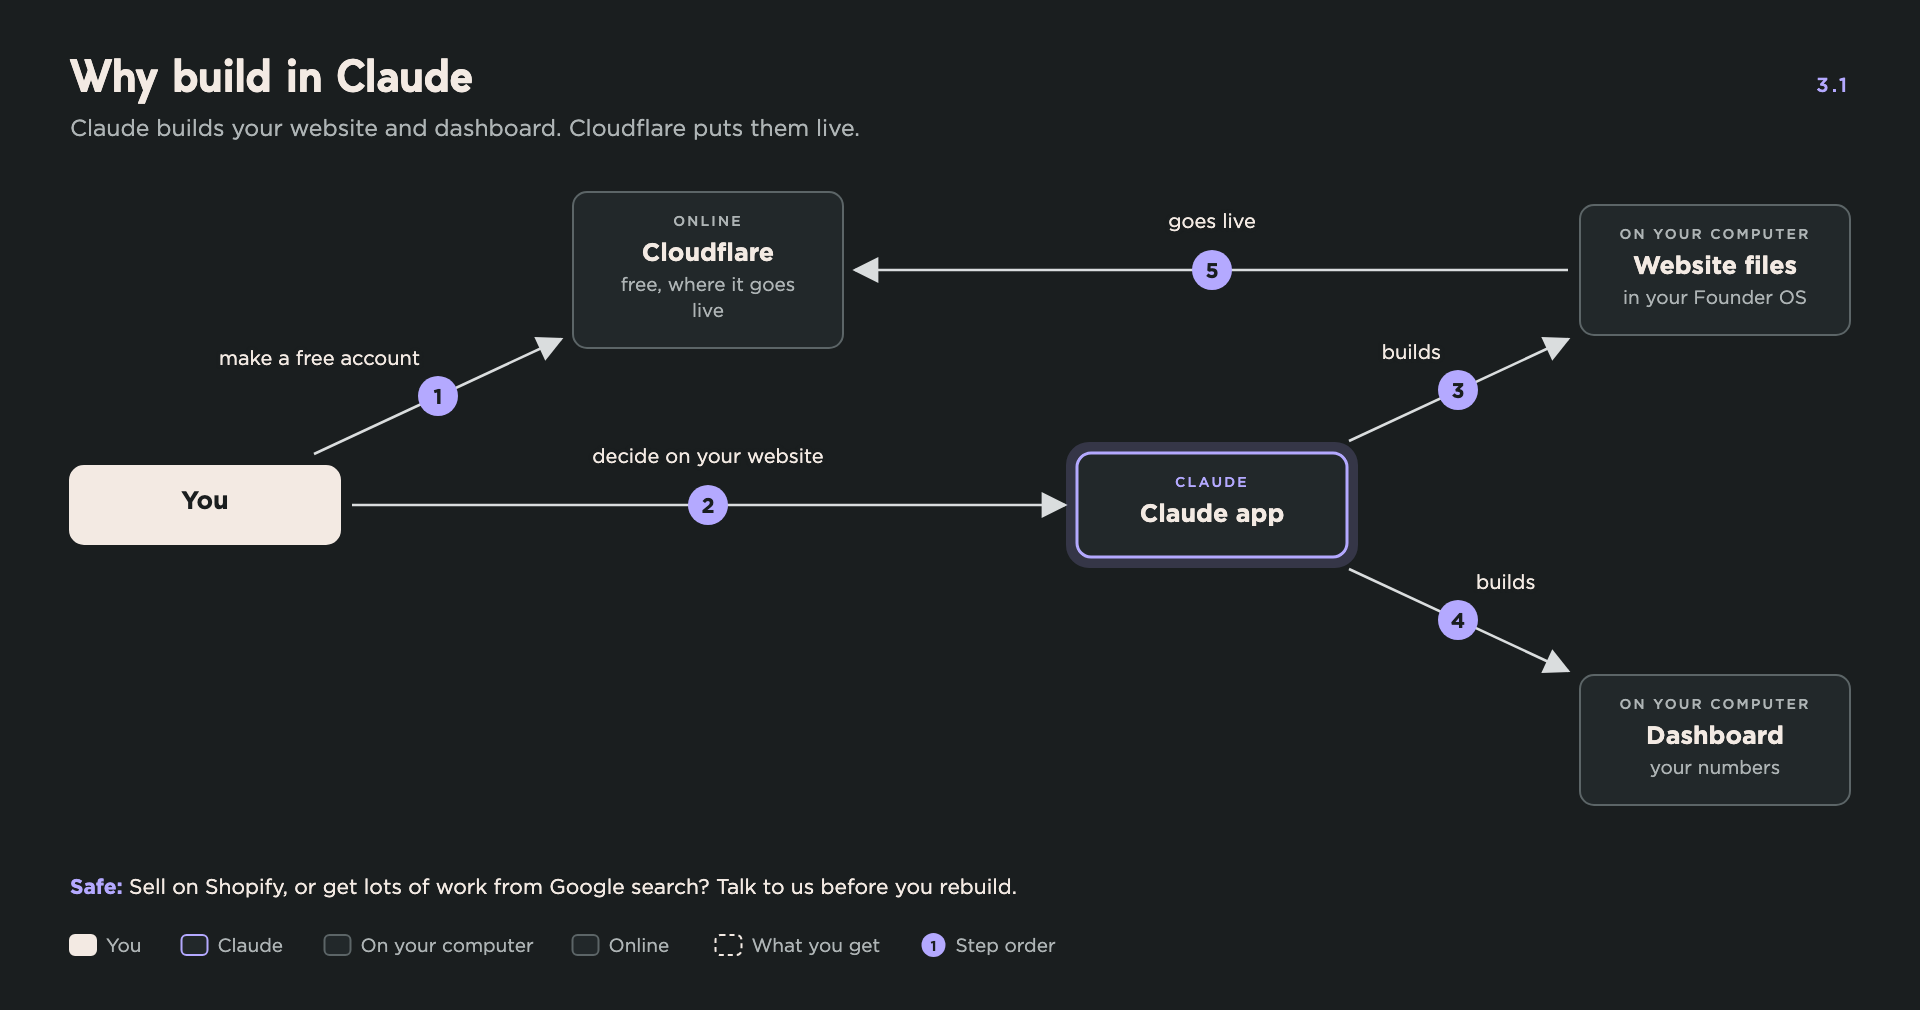 Why build in Claude
3.1
Claude builds your website and dashboard. Cloudflare puts them live.
ONLINE
Cloudflare
free, where it goes
live
goes live
5
ON YOUR COMPUTER
Website files
in your Founder OS
make a free account
1
builds
3
decide on your website
2
You
CLAUDE
Claude app
builds
4
ON YOUR COMPUTER
Dashboard
your numbers
Safe: Sell on Shopify, or get lots of work from Google search? Talk to us before you rebuild.
You
Claude
On your computer
Online
What you get
1 Step order